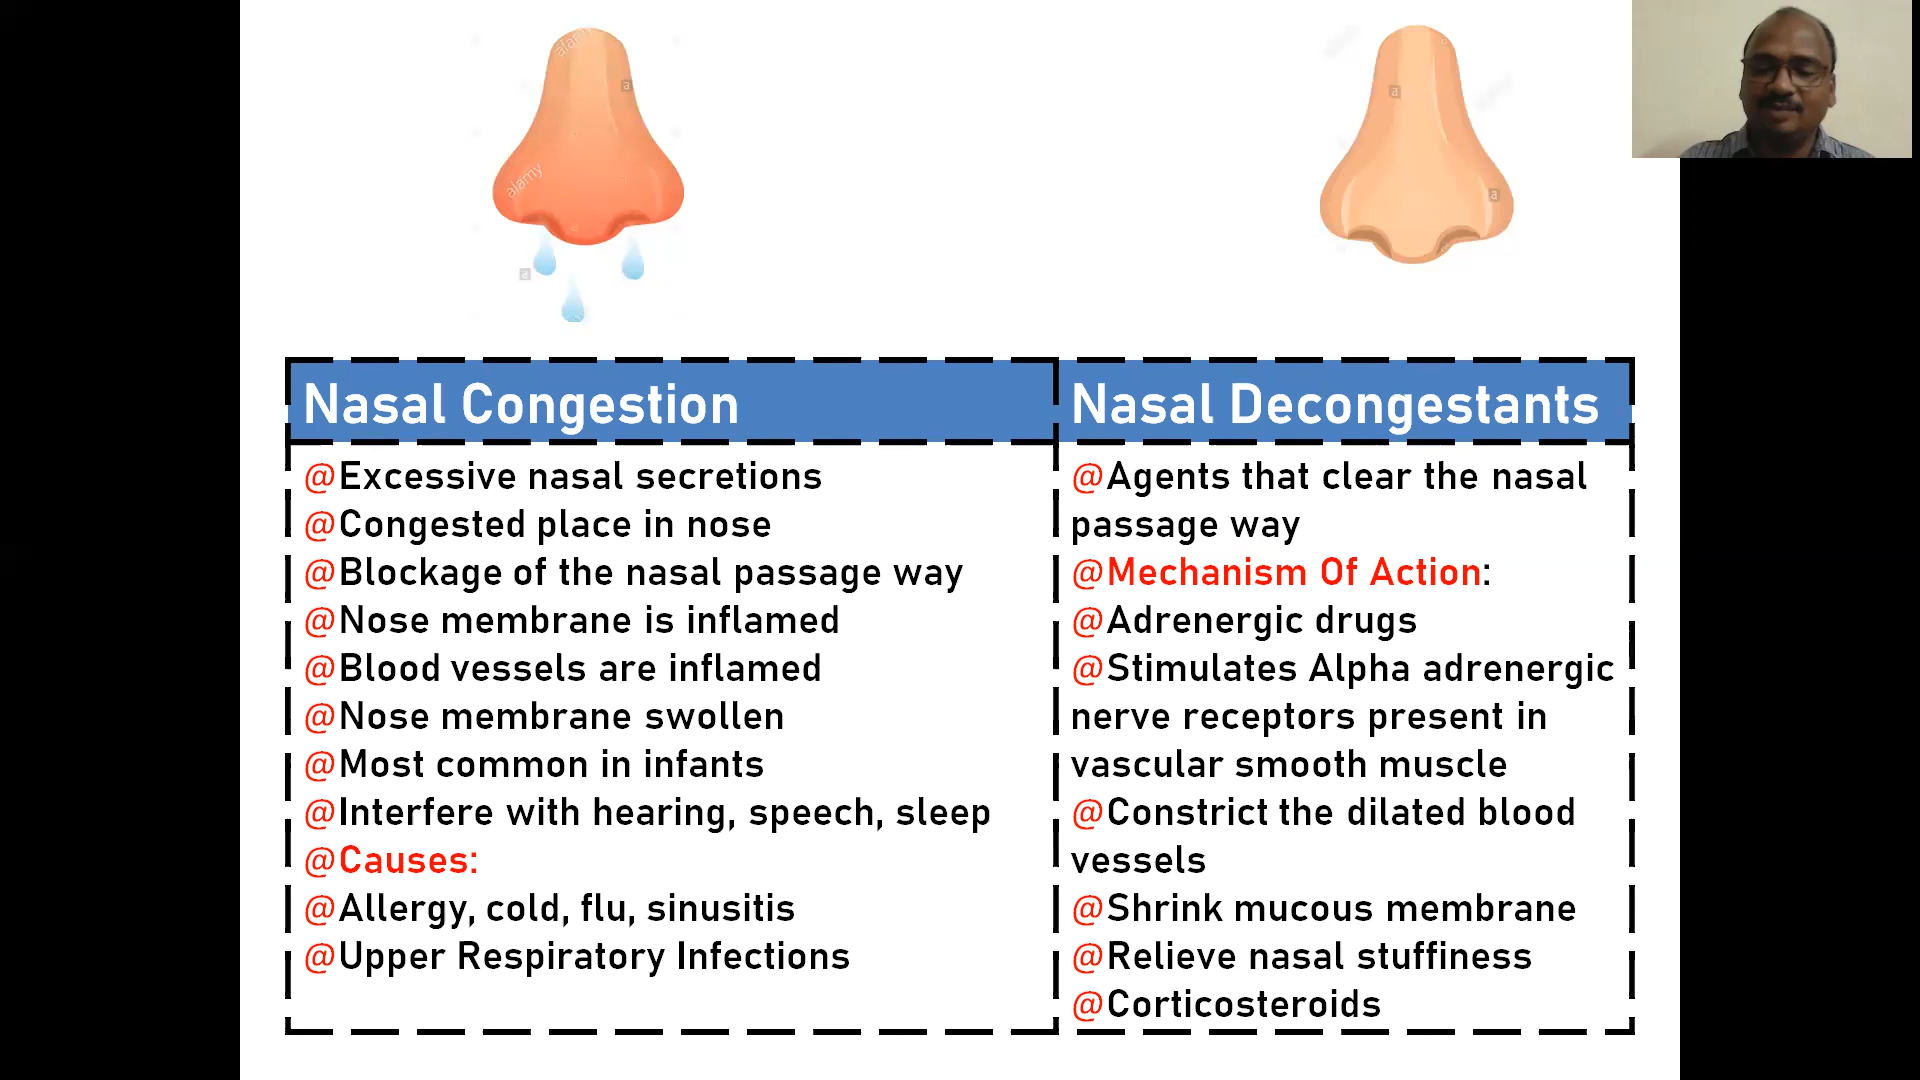 alamy
a
alamy
a
a
a
Nasal Congestion
@Excessive nasal secretions
@Congested place in nose
@Blockage of the nasal passage way
@Nose membrane is inflamed
@Blood vessels are inflamed
@Nose membrane swollen
@Most common in infants
@Interfere with hearing, speech, sleep
@Causes:
@Allergy, cold, flu, sinusitis
@Upper Respiratory Infections
Nasal Decongestants
@Agents that clear the nasal
passage way
@Mechanism Of Action:
@Adrenergic drugs
@Stimulates Alpha adrenergic
nerve receptors present in
vascular smooth muscle
@Constrict the dilated blood
vessels
@Shrink mucous membrane
@Relieve nasal stuffiness
@Corticosteroids